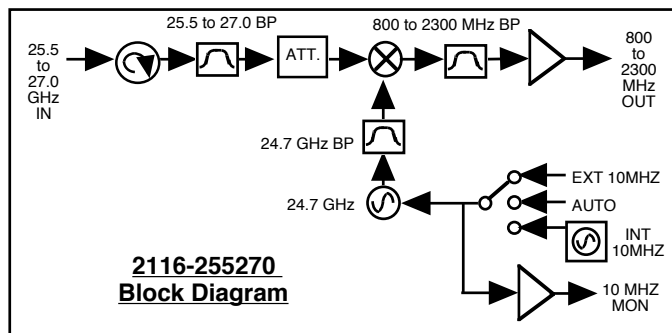 25.5 to 27.0 BP
800 to 2300 MHz BP
25.5
to
27.0
GHz
IN
ATT.
800
to
2300
MHz
OUT
24.7 GHz BP
24.7 GHz
EXT 10MHZ
AUTO
INT
10MHZ
2116-255270
Block Diagram
10 MHZ
MON